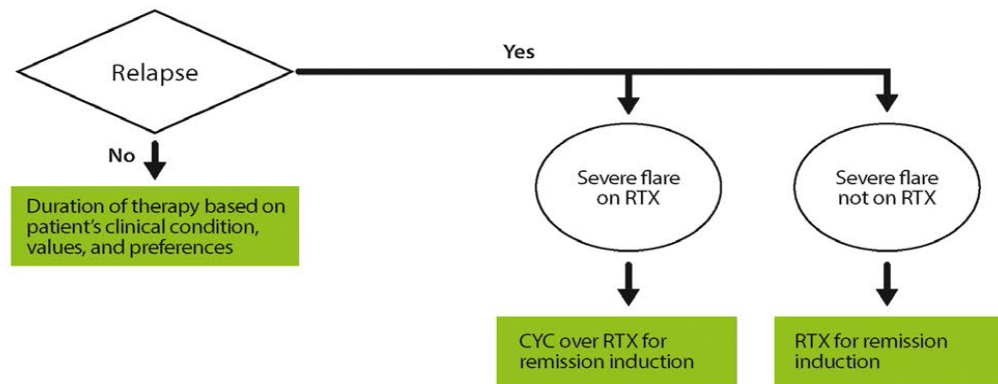 Relapse
Yes
No
Duration of therapy based on
patient's clinical condition,
values, and preferences
Severe flare
on RTX
Severe flare
not on RTX
CYC over RTX for
remission induction
RTX for remission
induction